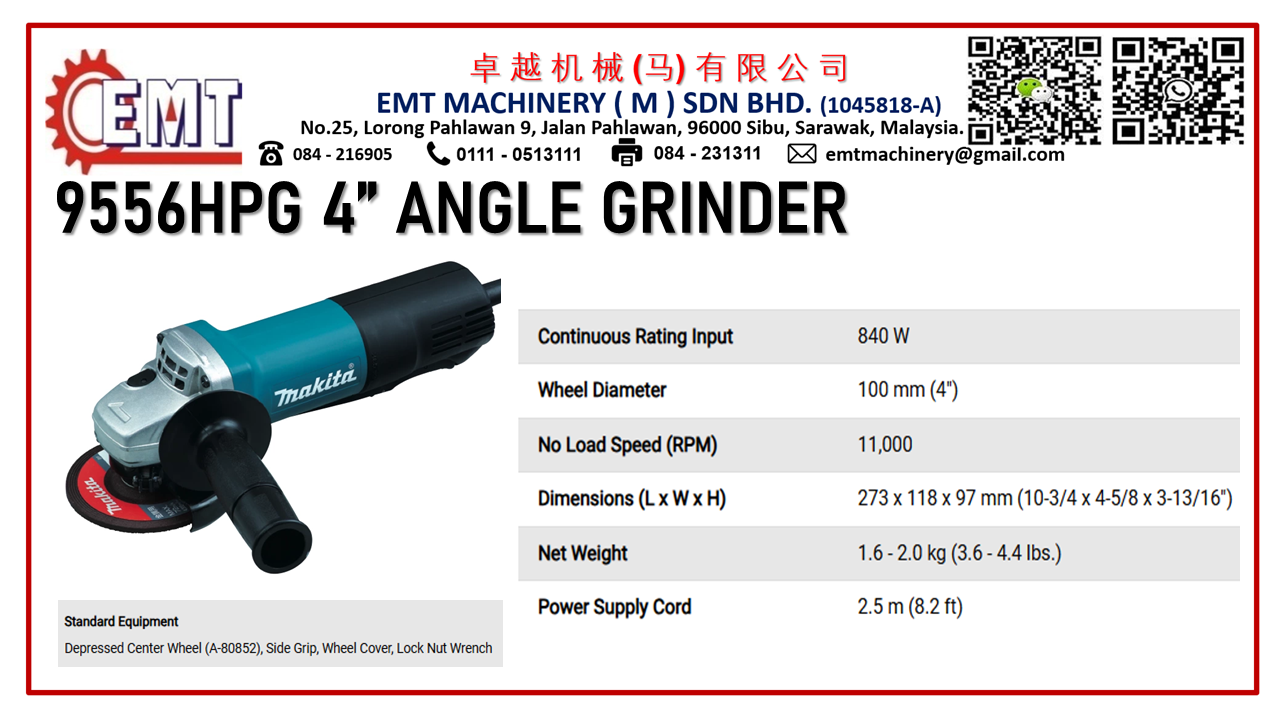 EMT
卓越机械(马)有限公司
EMT MACHINERY ( M ) SDN BHD. (1045818-A)
No.25, Lorong Pahlawan 9, Jalan Pahlawan, 96000 Sibu, Sarawak, Malaysia.
084 - 216905 0111 - 0513111 084 - 231311 emtmachinery@gmail.com
9556HPG 4” ANGLE GRINDER
makita®
makita
Continuous Rating Input 840 W
Wheel Diameter 100 mm (4")
No Load Speed (RPM) 11,000
Dimensions (L x W x H) 273 x 118 x 97 mm (10-3/4 x 4-5/8 x 3-13/16")
Net Weight 1.6 - 2.0 kg (3.6 - 4.4 lbs.)
Power Supply Cord 2.5 m (8.2 ft)
Standard Equipment
Depressed Center Wheel (A-80852), Side Grip, Wheel Cover, Lock Nut Wrench